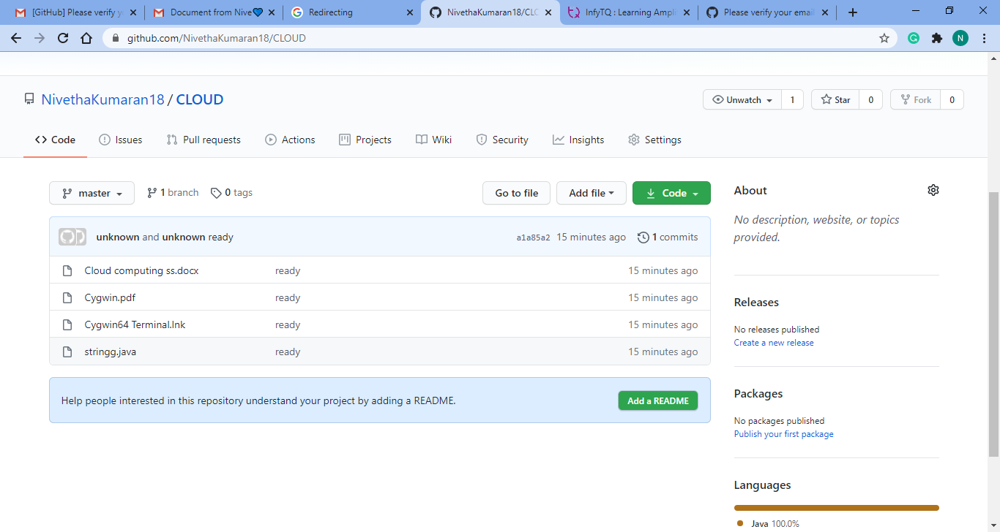 [GitHub] Please verify y
Document from Nive💙
Redirecting
NivethaKumaran18/CLO
InfyTQ : Learning Ampli
Please verify your email
github.com/NivethaKumaran18/CLOUD
G
N
NivethaKumaran18 / CLOUD
Unwatch 1
Star 0
Fork 0
Code
Issues
Pull requests
Actions
Projects
Wiki
Security
Insights
Settings
master
1 branch
0 tags
Go to file
Add file
Code
unknown and unknown ready
a1a85a2 15 minutes ago
1 commits
Cloud computing ss.docx ready 15 minutes ago
Cygwin.pdf ready 15 minutes ago
Cygwin64 Terminal.lnk ready 15 minutes ago
stringg.java ready 15 minutes ago
Help people interested in this repository understand your project by adding a README.
Add a README
About
No description, website, or topics
provided.
Releases
No releases published
Create a new release
Packages
No packages published
Publish your first package
Languages
Java 100.0%